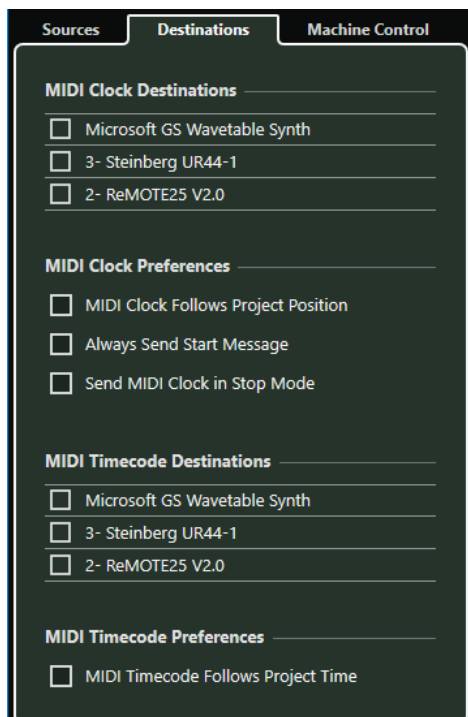 Sources Destinations Machine Control
MIDI Clock Destinations
Microsoft GS Wavetable Synth
3- Steinberg UR44-1
2- ReMOTE25 V2.0
MIDI Clock Preferences
MIDI Clock Follows Project Position
Always Send Start Message
Send MIDI Clock in Stop Mode
MIDI Timecode Destinations
Microsoft GS Wavetable Synth
3- Steinberg UR44-1
2- ReMOTE25 V2.0
MIDI Timecode Preferences
MIDI Timecode Follows Project Time